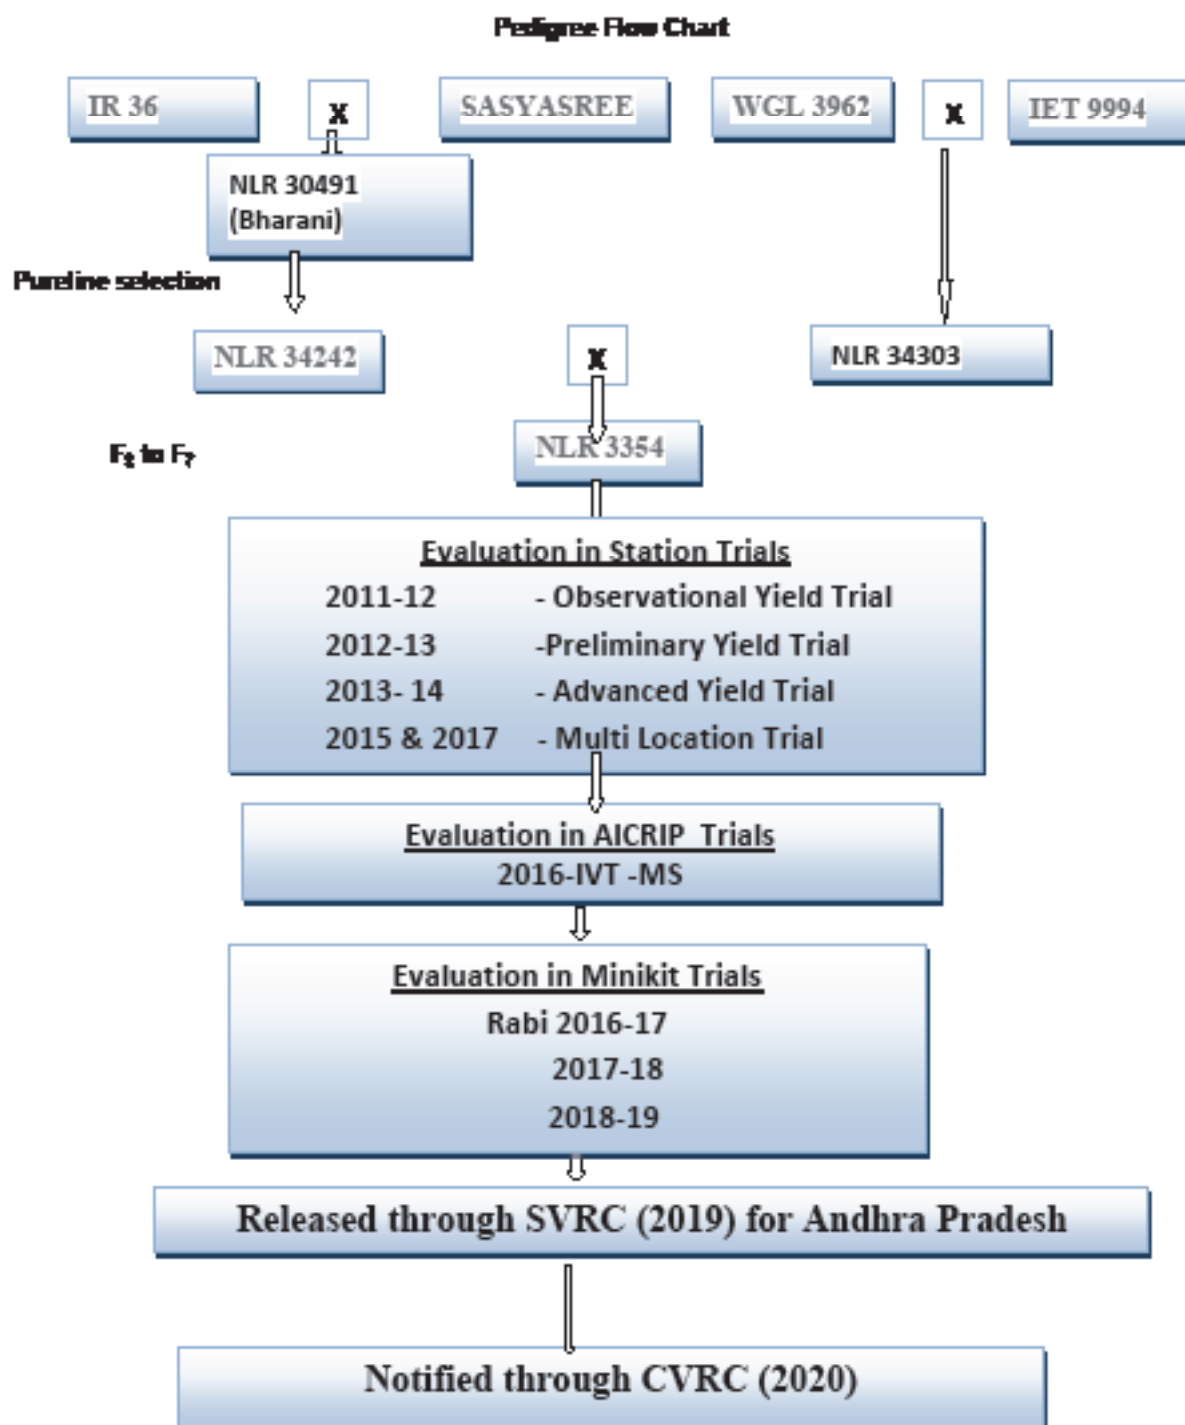 Pedigree Flow Chart
IR 36 X SASYASREE WGL 3962 X IET 9994
NLR 30491
(Bharani)
Pureline selection
NLR 34242 X NLR 34303
F2 to F7
NLR 3354
Evaluation in Station Trials
2011-12 - Observational Yield Trial
2012-13 -Preliminary Yield Trial
2013- 14 - Advanced Yield Trial
2015 & 2017 - Multi Location Trial
Evaluation in AICRIP Trials
2016-IVT -MS
Evaluation in Minikit Trials
Rabi 2016-17
2017-18
2018-19
Released through SVRC (2019) for Andhra Pradesh
Notified through CVRC (2020)